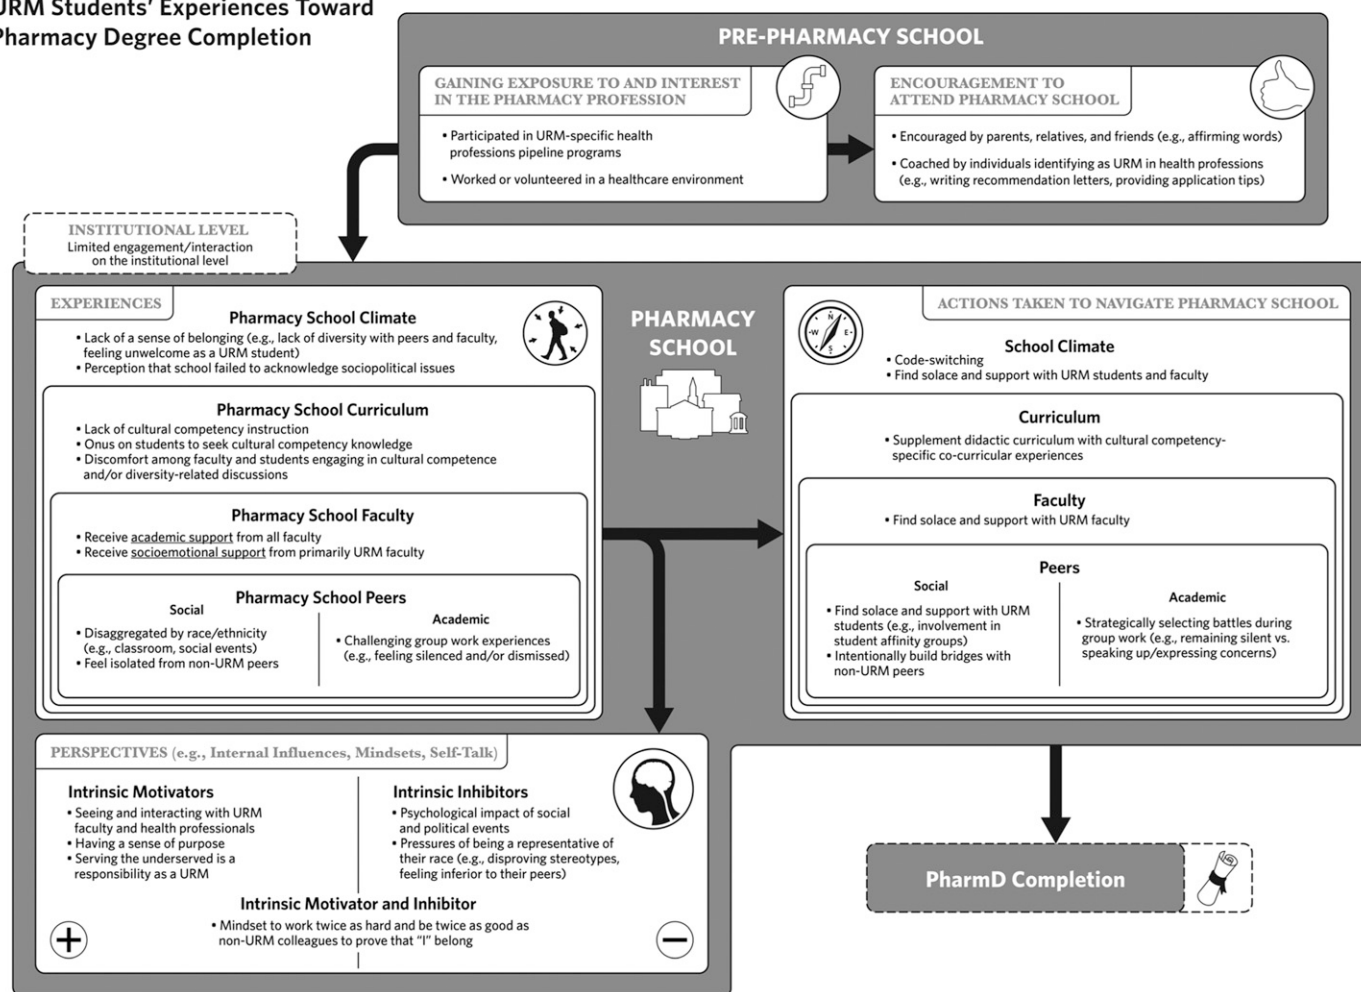 URM Students' Experiences Toward
Pharmacy Degree Completion
PRE-PHARMACY SCHOOL
GAINING EXPOSURE TO AND INTEREST
IN THE PHARMACY PROFESSION
• Participated in URM-specific health
professions pipeline programs
• Worked or volunteered in a healthcare environment
ENCOURAGEMENT TO
ATTEND PHARMACY SCHOOL
• Encouraged by parents, relatives, and friends (e.g., affirming words)
• Coached by individuals identifying as URM in health professions
(e.g., writing recommendation letters, providing application tips)
INSTITUTIONAL LEVEL
Limited engagement/interaction
on the institutional level
EXPERIENCES
Pharmacy School Climate
• Lack of a sense of belonging (e.g., lack of diversity with peers and faculty,
feeling unwelcome as a URM student)
• Perception that school failed to acknowledge sociopolitical issues
Pharmacy School Curriculum
• Lack of cultural competency instruction
• Onus on students to seek cultural competency knowledge
• Discomfort among faculty and students engaging in cultural competence
and/or diversity-related discussions
Pharmacy School Faculty
• Receive academic support from all faculty
• Receive socioemotional support from primarily URM faculty
Pharmacy School Peers
Social
• Disaggregated by race/ethnicity
(e.g., classroom, social events)
• Feel isolated from non-URM peers
Academic
• Challenging group work experiences
(e.g., feeling silenced and/or dismissed)
PHARMACY
SCHOOL
ACTIONS TAKEN TO NAVIGATE PHARMACY SCHOOL
N
W E
S
School Climate
• Code-switching
• Find solace and support with URM students and faculty
Curriculum
• Supplement didactic curriculum with cultural competency-
specific co-curricular experiences
Faculty
• Find solace and support with URM faculty
Peers
Social
• Find solace and support with URM
students (e.g., involvement in
student affinity groups)
• Intentionally build bridges with
non-URM peers
Academic
• Strategically selecting battles during
group work (e.g., remaining silent vs.
speaking up/expressing concerns)
PERSPECTIVES (e.g., Internal Influences, Mindsets, Self-Talk)
Intrinsic Motivators
• Seeing and interacting with URM
faculty and health professionals
• Having a sense of purpose
• Serving the underserved is a
responsibility as a URM
Intrinsic Inhibitors
• Psychological impact of social
and political events
• Pressures of being a representative of
their race (e.g., disproving stereotypes,
feeling inferior to their peers)
Intrinsic Motivator and Inhibitor
• Mindset to work twice as hard and be twice as good as
non-URM colleagues to prove that "I" belong
+
−
PharmD Completion